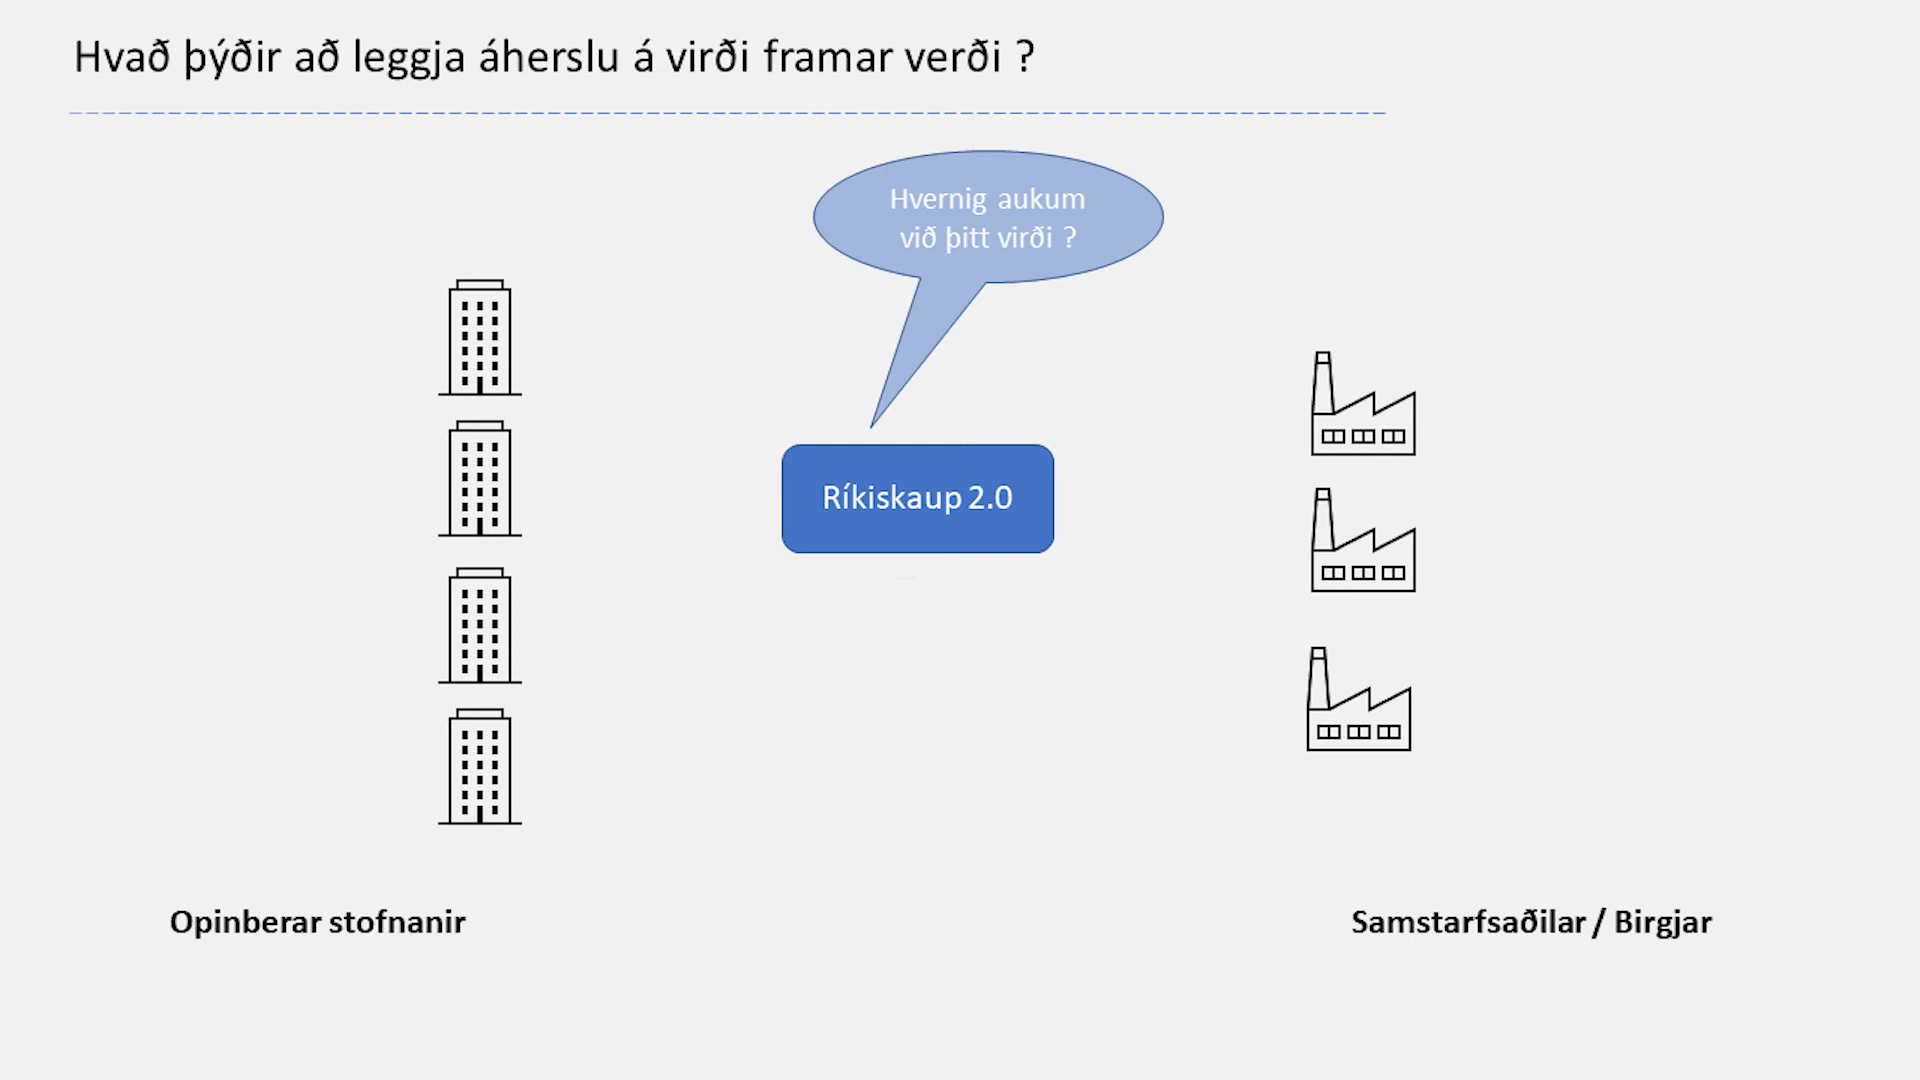 Hvað þýðir að leggja áherslu á virði framar verði ?
Hvernig aukum
við þitt virði ?
Ríkiskaup 2.0
Opinberar stofnanir
Samstarfsaðilar / Birgjar